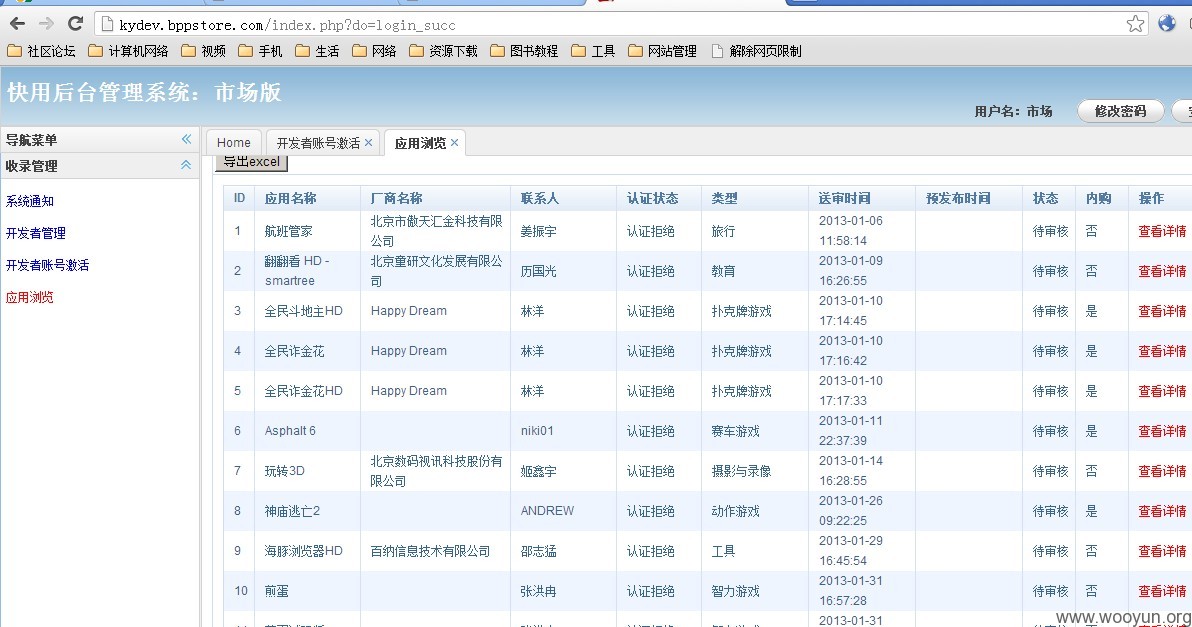 kydev.bppstore.com/index.php?do=login_succ
社区论坛 计算机网络 视频 手机 生活 网络 资源下载 图书教程 工具 网站管理 解除网页限制
快用后台管理系统：市场版
用户名：市场 修改密码
导航菜单
收录管理
系统通知
开发者管理
开发者账号激活
应用浏览
Home 开发者账号激活 应用浏览
导出excel
ID 应用名称 厂商名称 联系人 认证状态 类型 送审时间 预发布时间 状态 内购 操作
1 航班管家 北京市傲天汇金科技有限公司 姜振宇 认证拒绝 旅行 2013-01-06 11:58:14 待审核 否 查看详情
2 翻翻看 HD - smartree 北京童研文化发展有限公司 历国光 认证拒绝 教育 2013-01-09 16:26:55 待审核 否 查看详情
3 全民斗地主HD Happy Dream 林洋 认证拒绝 扑克牌游戏 2013-01-10 17:14:45 待审核 是 查看详情
4 全民诈金花 Happy Dream 林洋 认证拒绝 扑克牌游戏 2013-01-10 17:16:42 待审核 是 查看详情
5 全民诈金花HD Happy Dream 林洋 认证拒绝 扑克牌游戏 2013-01-10 17:17:33 待审核 是 查看详情
6 Asphalt 6 niki01 认证拒绝 赛车游戏 2013-01-11 22:37:39 待审核 是 查看详情
7 玩转3D 北京数码视讯科技股份有限公司 姬鑫宇 认证拒绝 摄影与录像 2013-01-14 16:28:55 待审核 否 查看详情
8 神庙逃亡2 ANDREW 认证拒绝 动作游戏 2013-01-26 09:22:25 待审核 是 查看详情
9 海豚浏览器HD 百纳信息技术有限公司 邵志猛 认证拒绝 工具 2013-01-29 16:45:54 待审核 否 查看详情
10 煎蛋 张洪冉 认证拒绝 智力游戏 2013-01-31 16:57:28 待审核 否 查看详情
2013-01-31
www.wooyun.org